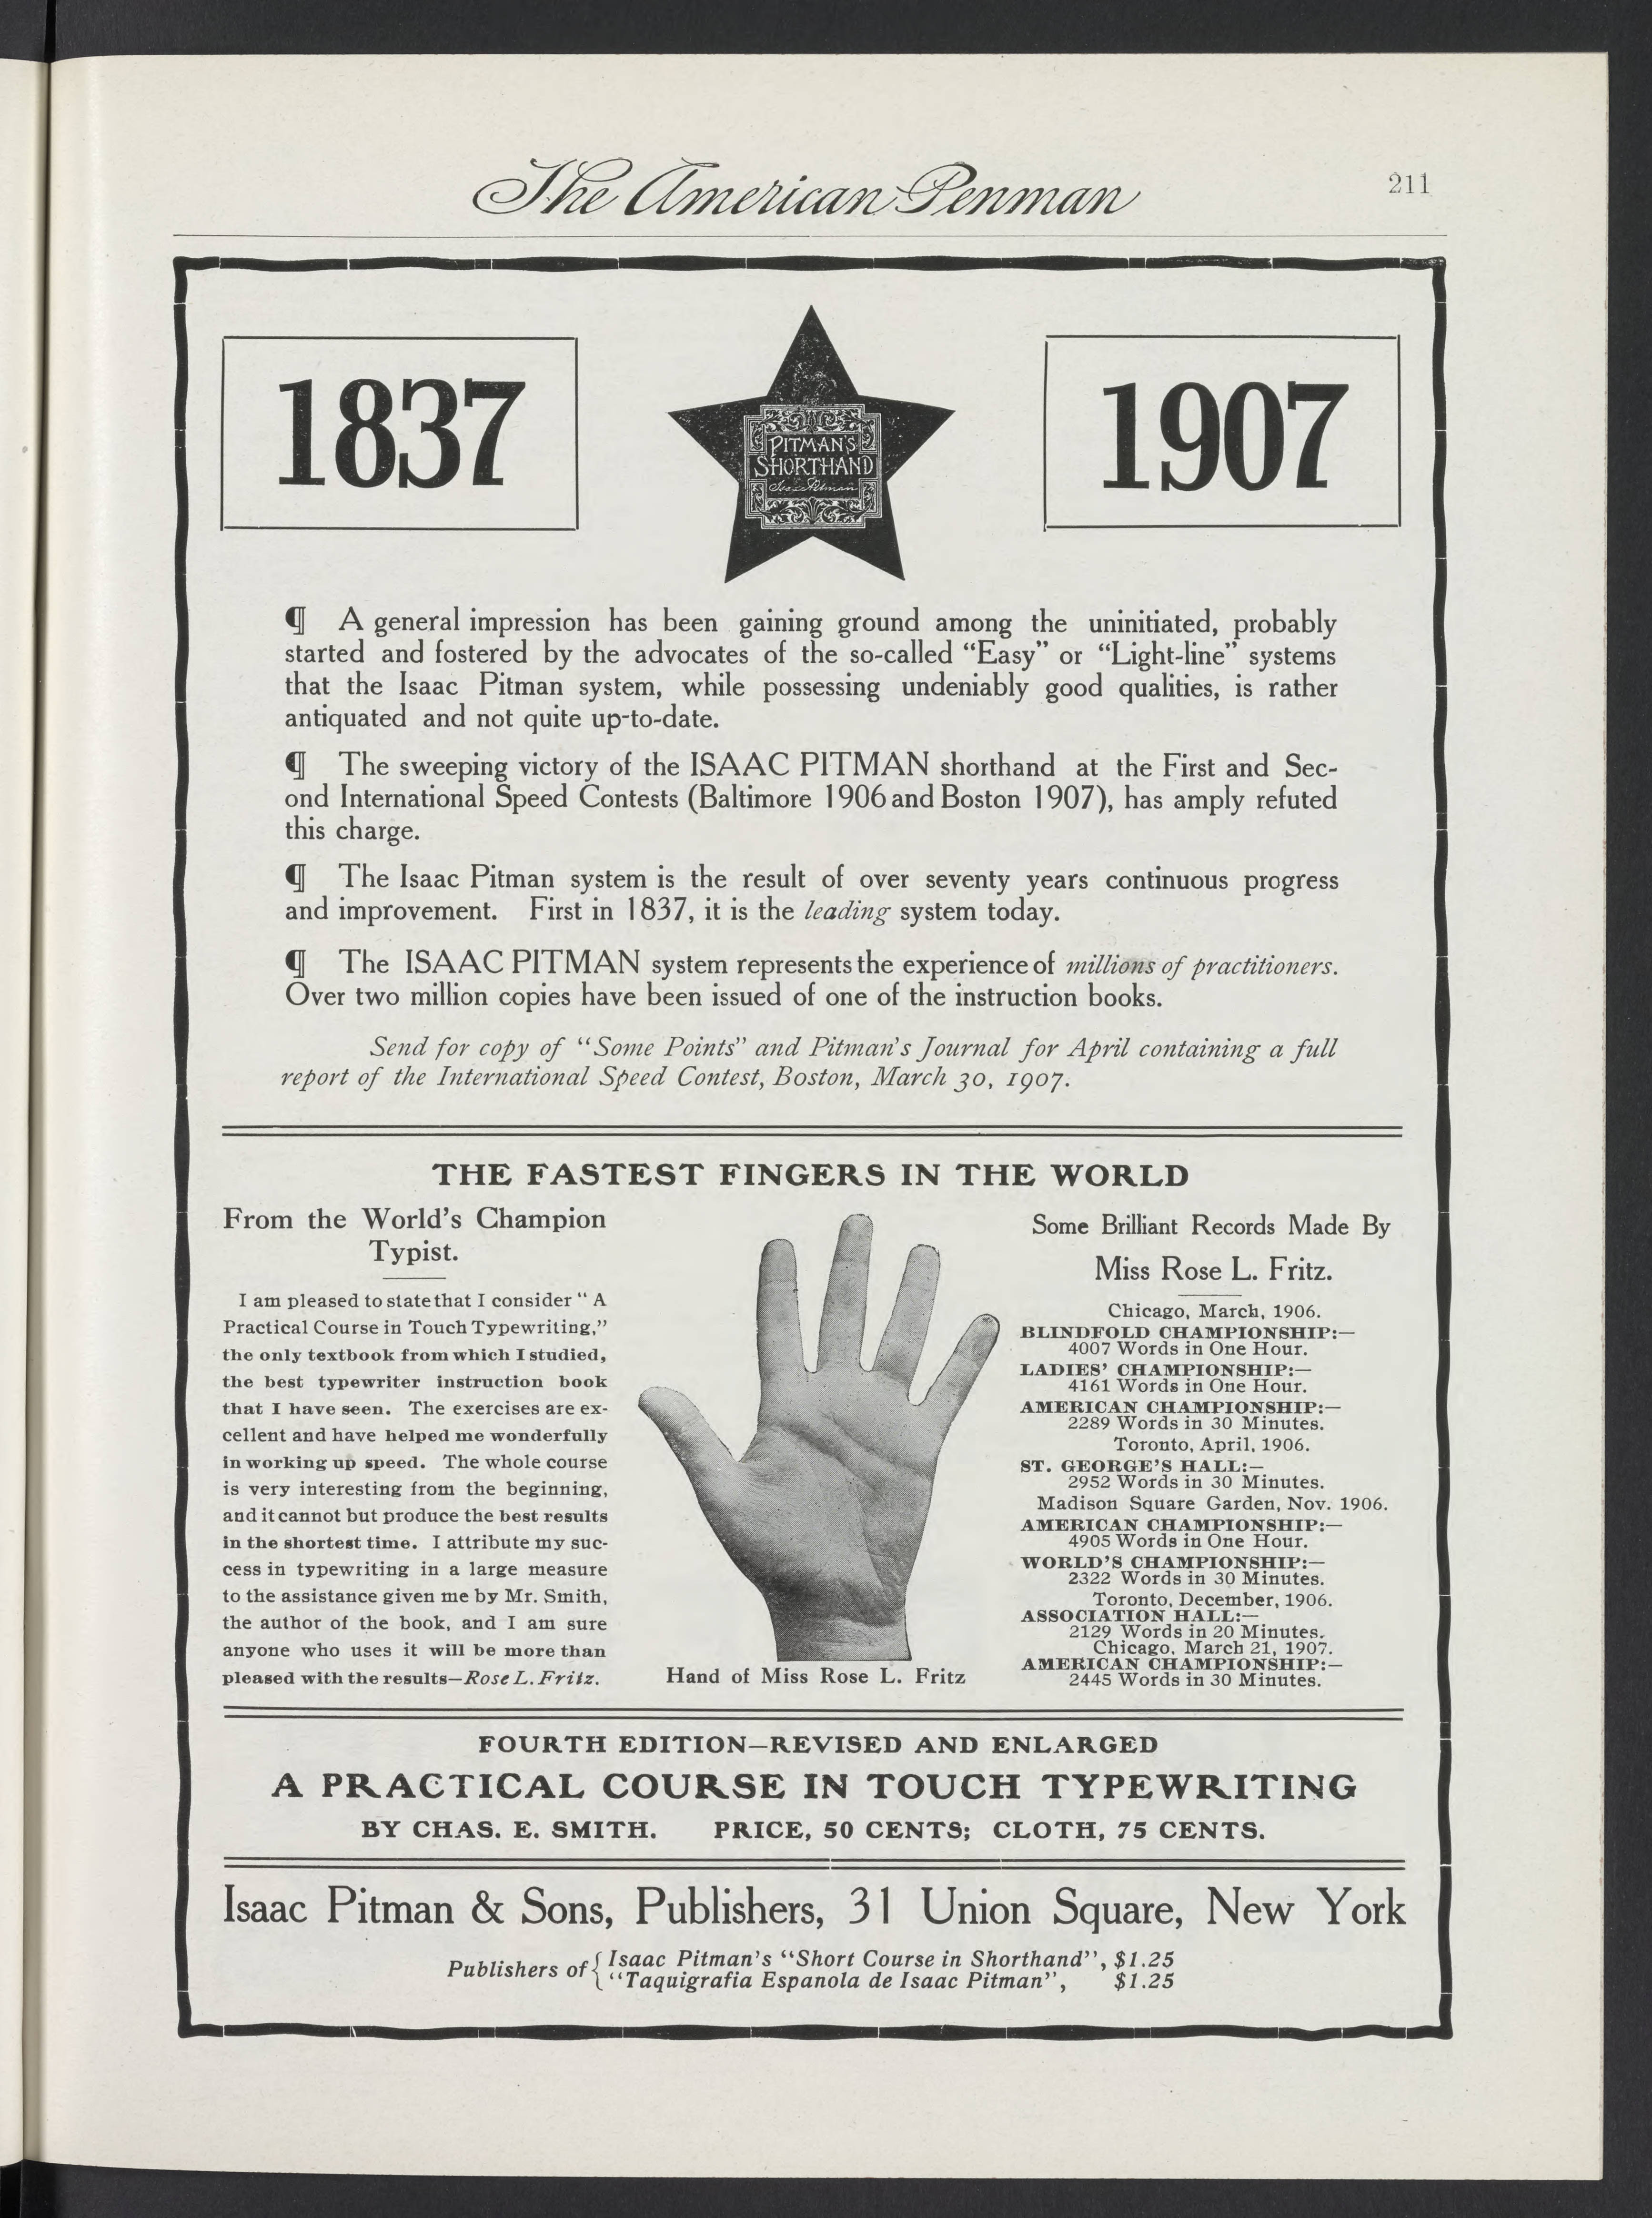 The American Penman
211
1837
PITMAN'S
SHORTHAND
Isaac Pitman
1907
¶ A general impression has been gaining ground among the uninitiated, probably
started and fostered by the advocates of the so-called "Easy" or "Light-line" systems
that the Isaac Pitman system, while possessing undeniably good qualities, is rather
antiquated and not quite up-to-date.
¶ The sweeping victory of the ISAAC PITMAN shorthand at the First and Sec-
ond International Speed Contests (Baltimore 1906 and Boston 1907), has amply refuted
this charge.
¶ The Isaac Pitman system is the result of over seventy years continuous progress
and improvement. First in 1837, it is the leading system today.
¶ The ISAAC PITMAN system represents the experience of millions of practitioners.
Over two million copies have been issued of one of the instruction books.
Send for copy of "Some Points" and Pitman's Journal for April containing a full
report of the International Speed Contest, Boston, March 30, 1907.
THE FASTEST FINGERS IN THE WORLD
From the World's Champion
Typist.
I am pleased to state that I consider "A
Practical Course in Touch Typewriting,"
the only textbook from which I studied,
the best typewriter instruction book
that I have seen. The exercises are ex-
cellent and have helped me wonderfully
in working up speed. The whole course
is very interesting from the beginning,
and it cannot but produce the best results
in the shortest time. I attribute my suc-
cess in typewriting in a large measure
to the assistance given me by Mr. Smith,
the author of the book, and I am sure
anyone who uses it will be more than
pleased with the results—Rose L. Fritz.
Hand of Miss Rose L. Fritz
Some Brilliant Records Made By
Miss Rose L. Fritz.
Chicago, March, 1906.
BLINDFOLD CHAMPIONSHIP:—
4007 Words in One Hour.
LADIES' CHAMPIONSHIP:—
4161 Words in One Hour.
AMERICAN CHAMPIONSHIP:—
2289 Words in 30 Minutes.
Toronto, April, 1906.
ST. GEORGE'S HALL:—
2952 Words in 30 Minutes.
Madison Square Garden, Nov. 1906.
AMERICAN CHAMPIONSHIP:—
4905 Words in One Hour.
WORLD'S CHAMPIONSHIP:—
2322 Words in 30 Minutes.
Toronto, December, 1906.
ASSOCIATION HALL:—
2129 Words in 20 Minutes.
Chicago, March 21, 1907.
AMERICAN CHAMPIONSHIP:—
2445 Words in 30 Minutes.
FOURTH EDITION—REVISED AND ENLARGED
A PRACTICAL COURSE IN TOUCH TYPEWRITING
BY CHAS. E. SMITH. PRICE, 50 CENTS; CLOTH, 75 CENTS.
Isaac Pitman & Sons, Publishers, 31 Union Square, New York
Publishers of { Isaac Pitman's "Short Course in Shorthand", $1.25
"Taquigrafia Espanola de Isaac Pitman", $1.25